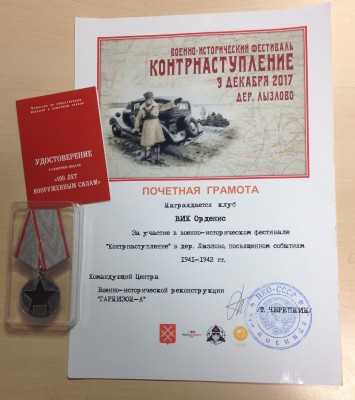 ВОЕННО-ИСТОРИЧЕСКИЙ ФЕСТИВАЛЬ
КОНТРНАСТУПЛЕНИЕ
9 ДЕКАБРЯ 2017
ДЕР. ЛЫЗЛОВО
УДОСТОВЕРЕНИЕ
«100 ЛЕТ
ВООРУЖЕННЫМ СИЛАМ»
ПОЧЕТНАЯ ГРАМОТА
Награждается клуб
ВИК Орденис
За участие в военно-историческом фестивале
"Контрнаступление" в дер. Лызлово, посвященном событиям
1941-1942 гг.
Командующий Центра
Военно-исторической реконструкции
"ГАРНИЗОН-А"